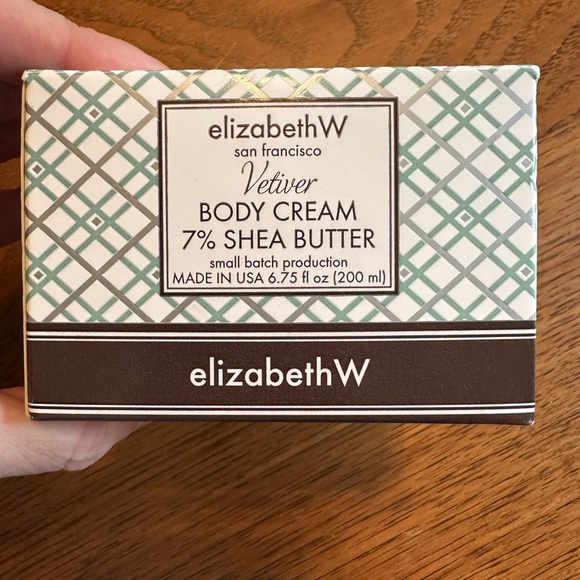 elizabethW
san francisco
Vetiver
BODY CREAM
7% SHEA BUTTER
small batch production
MADE IN USA 6.75 fl oz (200 ml)
elizabethW